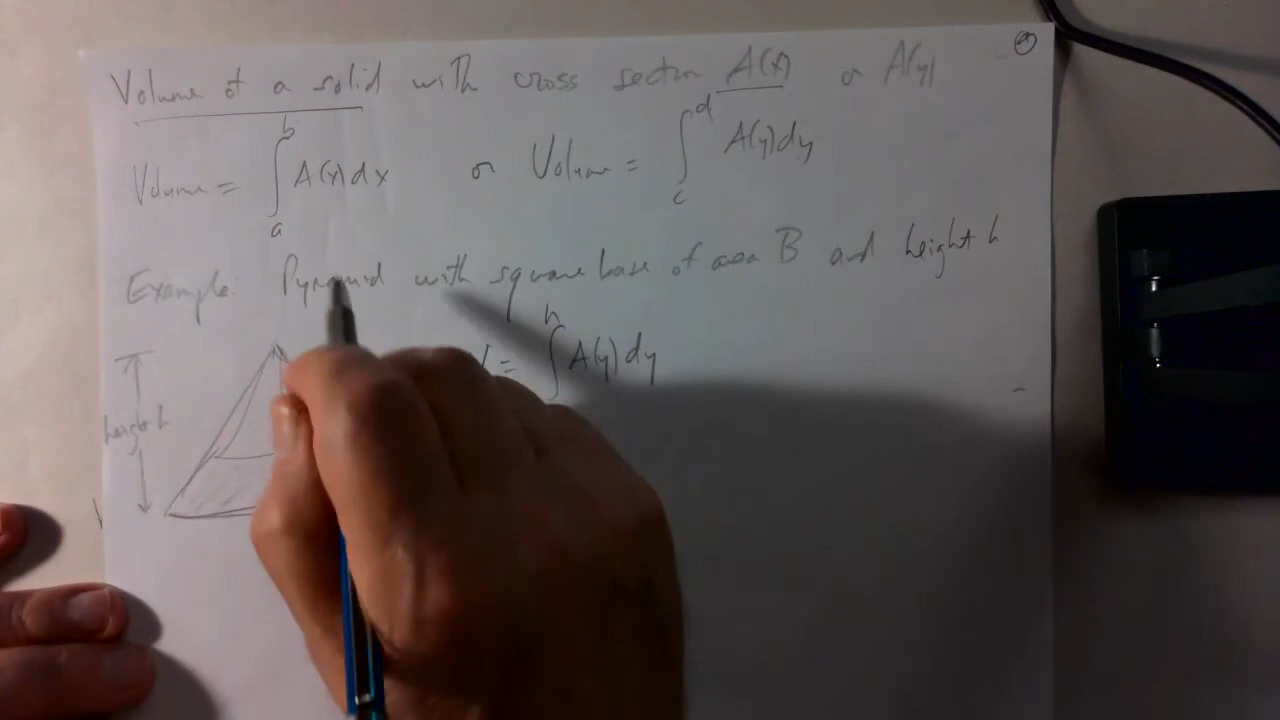 Volume of a solid with cross section A(x) or A(y)
Volume = ∫_a^b A(x)dx or Volume = ∫_c^d A(y)dy
Example: Pyramid with square base of area B and height h
= ∫^h A(y)dy
height h